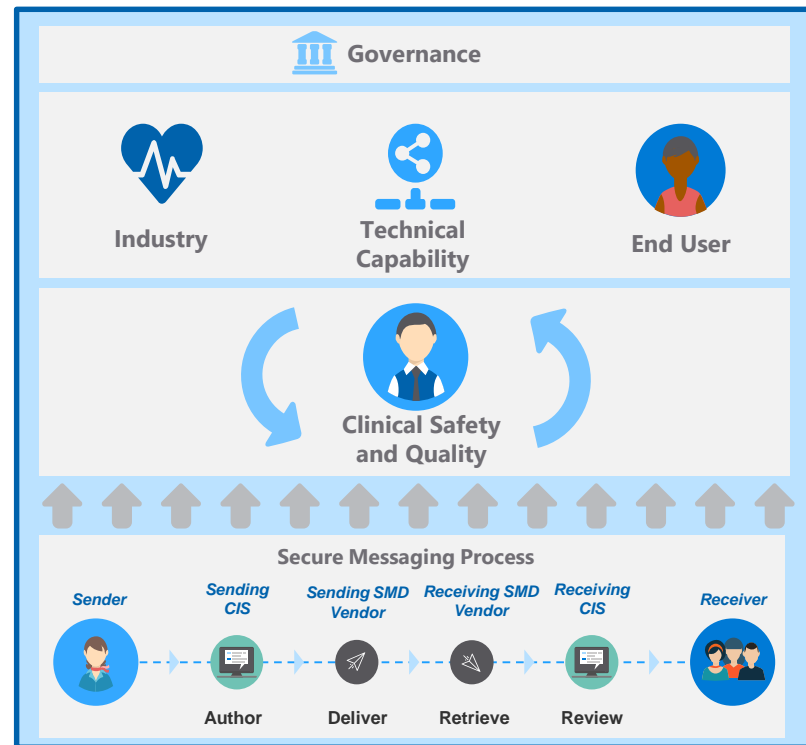 Governance
Industry
Technical
Capability
End User
Clinical Safety
and Quality
Secure Messaging Process
Sender
Sending
CIS
Sending SMD
Vendor
Receiving SMD
Vendor
Receiving
CIS
Receiver
Author
Deliver
Retrieve
Review